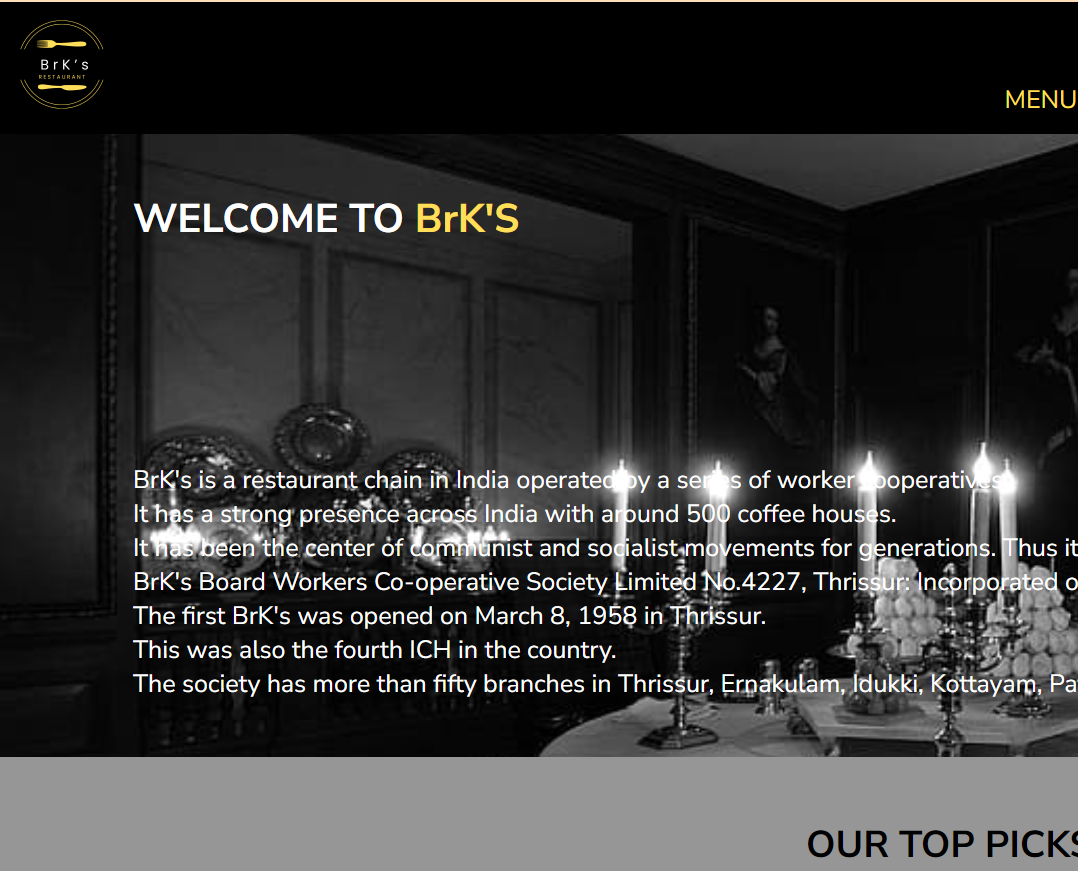 BrK's
RESTAURANT
MENU
WELCOME TO BrK'S
BrK's is a restaurant chain in India operated by a series of worker cooperatives.
It has a strong presence across India with around 500 coffee houses.
It has been the center of communist and socialist movements for generations. Thus it
BrK's Board Workers Co-operative Society Limited No.4227, Thrissur: Incorporated o
The first BrK's was opened on March 8, 1958 in Thrissur.
This was also the fourth ICH in the country.
The society has more than fifty branches in Thrissur, Ernakulam, Idukki, Kottayam, Pa
OUR TOP PICKS